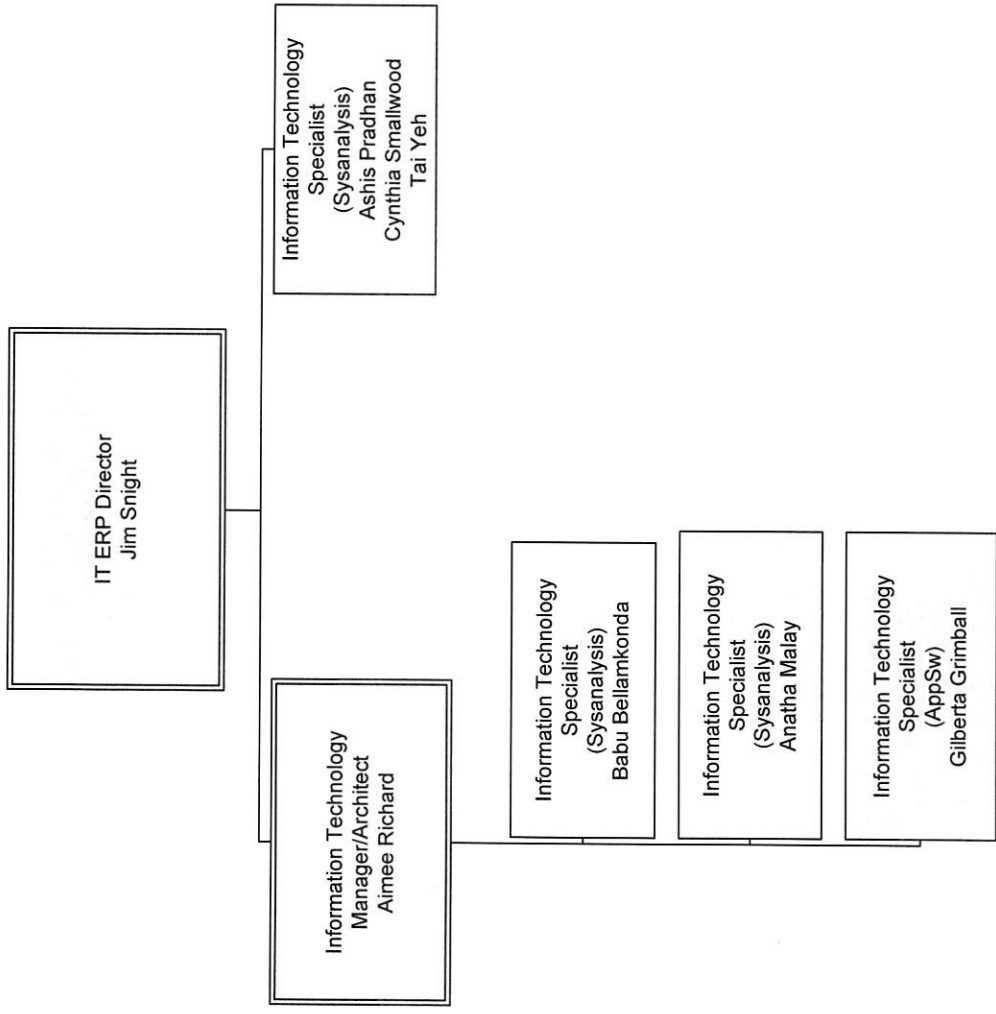 IT ERP Director
Jim Snight
Information Technology
Manager/Architect
Aimee Richard
Information Technology
Specialist
(Sysanalysis)
Ashis Pradhan
Cynthia Smallwood
Tai Yeh
Information Technology
Specialist
(Sysanalysis)
Babu Bellamkonda
Information Technology
Specialist
(Sysanalysis)
Anatha Malay
Information Technology
Specialist
(AppSw)
Gilberta Grimball